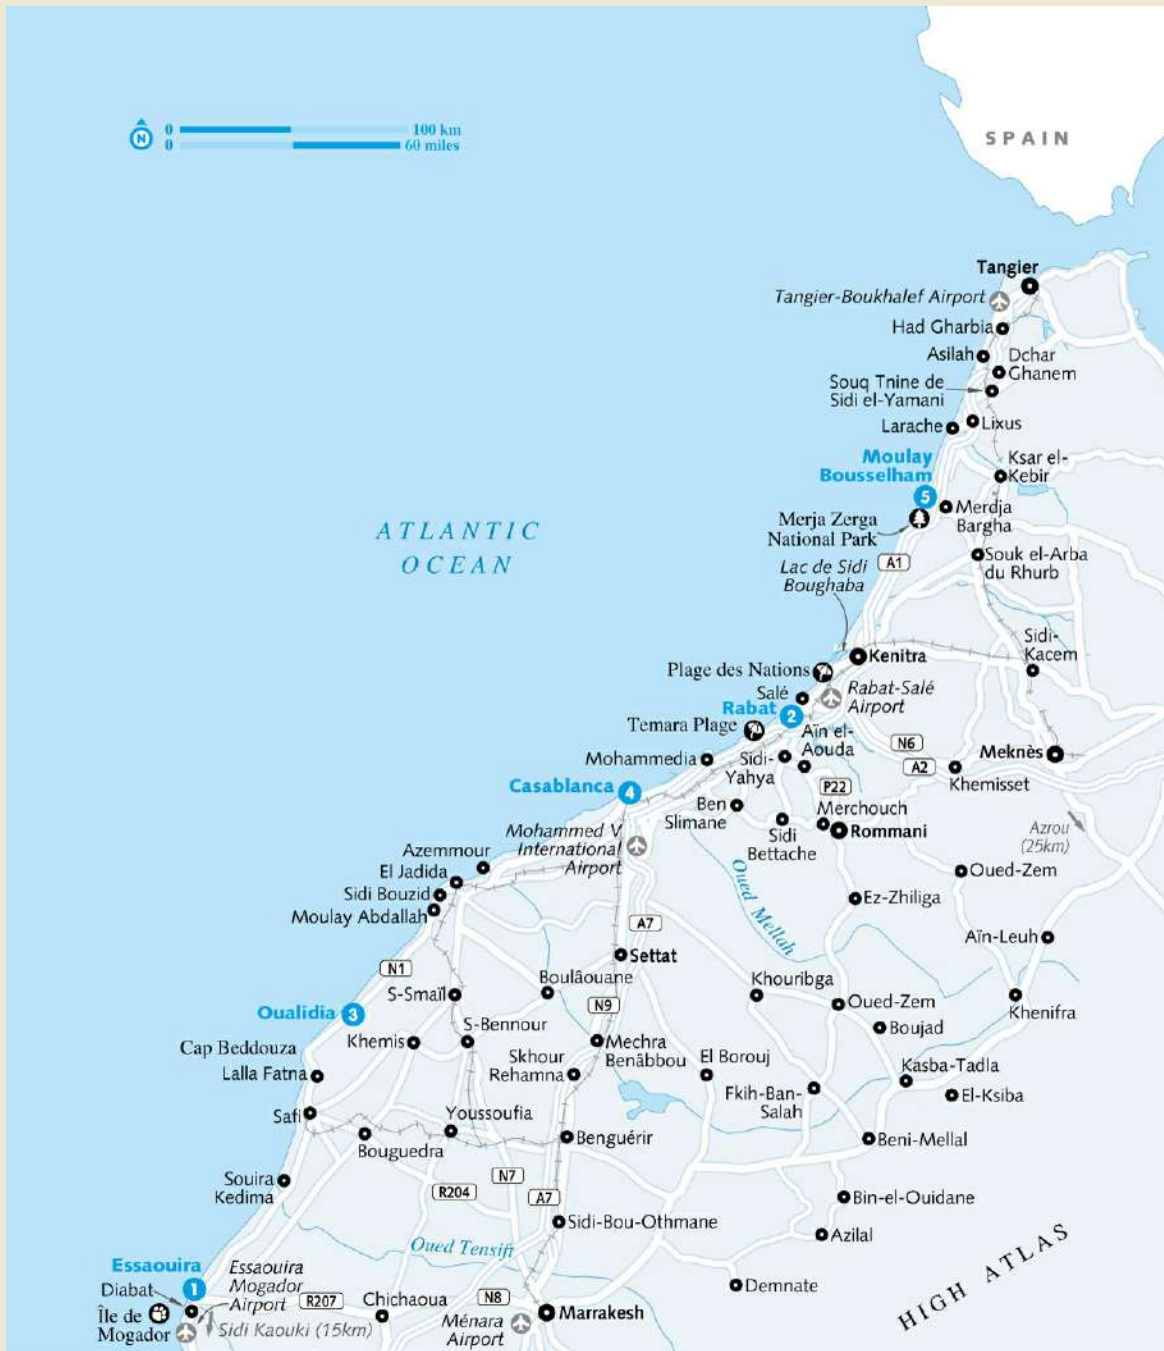 0
100 km
N
0
60 miles
SPAIN
Tangier
Tangier-Boukhalef Airport
Had Gharbia
Asilah
Dchar
Ghanem
Souq Tnine de
Sidi el-Yamani
Larache
Lixus
Moulay
Bousselham
5
Ksar el-
Kebir
Merdja
Bargha
Merja Zerga
National Park
ATLANTIC
OCEAN
Souk el-Arba
du Rhurb
A1
Lac de Sidi
Boughaba
Sidi-
Kacem
Kenitra
Plage des Nations
Salé
Rabat-Salé
Airport
Rabat
2
Temara Plage
Aïn el-
Aouda
N6
Mohammedia
Sidi-
Yahya
A2
Meknès
Khemisset
Casablanca
4
P22
Ben
Slimane
Merchouch
Sidi
Bettache
Rommani
Azrou
(25km)
Mohammed V
International
Airport
Azemmour
El Jadida
Sidi Bouzid
Moulay Abdallah
Oued Mellah
Oued-Zem
Ez-Zhiliga
A7
Aïn-Leuh
Settat
N1
Boulâouane
Khouribga
S-Smaïl
N9
Oued-Zem
Khenifra
Oualidia
3
Boujad
S-Bennour
Cap Beddouza
Khemis
Mechra
Benâbbou
Skhour
Rehamna
El Borouj
Kasba-Tadla
Lalla Fatna
Fkih-Ban-
Salah
El-Ksiba
Safi
Youssoufia
Benguérir
Beni-Mellal
Bouguedra
Souira
Kedima
N7
R204
A7
Bin-el-Ouidane
Sidi-Bou-Othmane
Azilal
Oued Tensift
HIGH ATLAS
Essaouira
1
Essaouira
Mogador
Airport
Diabat
Île de
Mogador
R207
Chichaoua
N8
Demnate
Marrakesh
Ménara
Airport
Sidi Kaouki (15km)